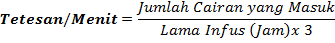 Tetesan/Menit = Jumlah Cairan yang Masuk
Lama Infus (Jam)x 3